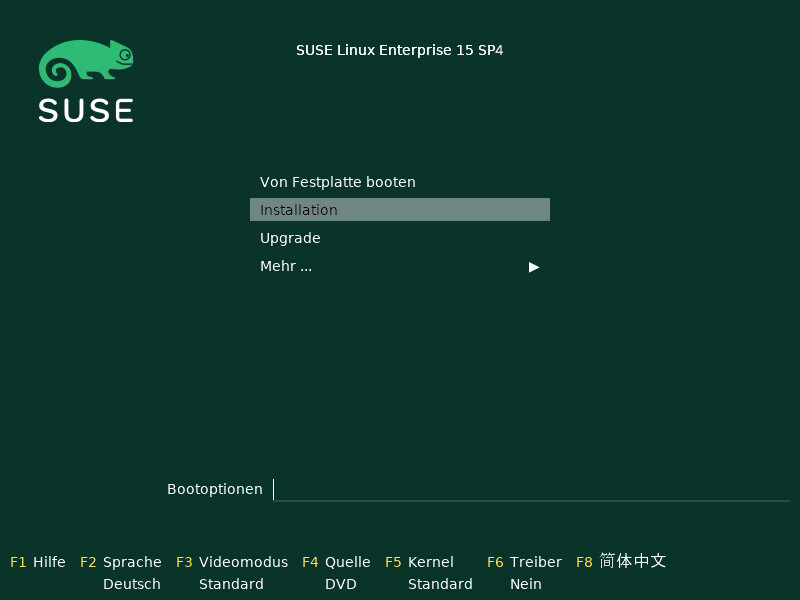 SUSE Linux Enterprise 15 SP4
SUSE
Von Festplatte booten
Installation
Upgrade
Mehr ...
Bootoptionen
F1 Hilfe F2 Sprache F3 Videomodus F4 Quelle F5 Kernel F6 Treiber F8 简体中文
Deutsch Standard DVD Standard Nein